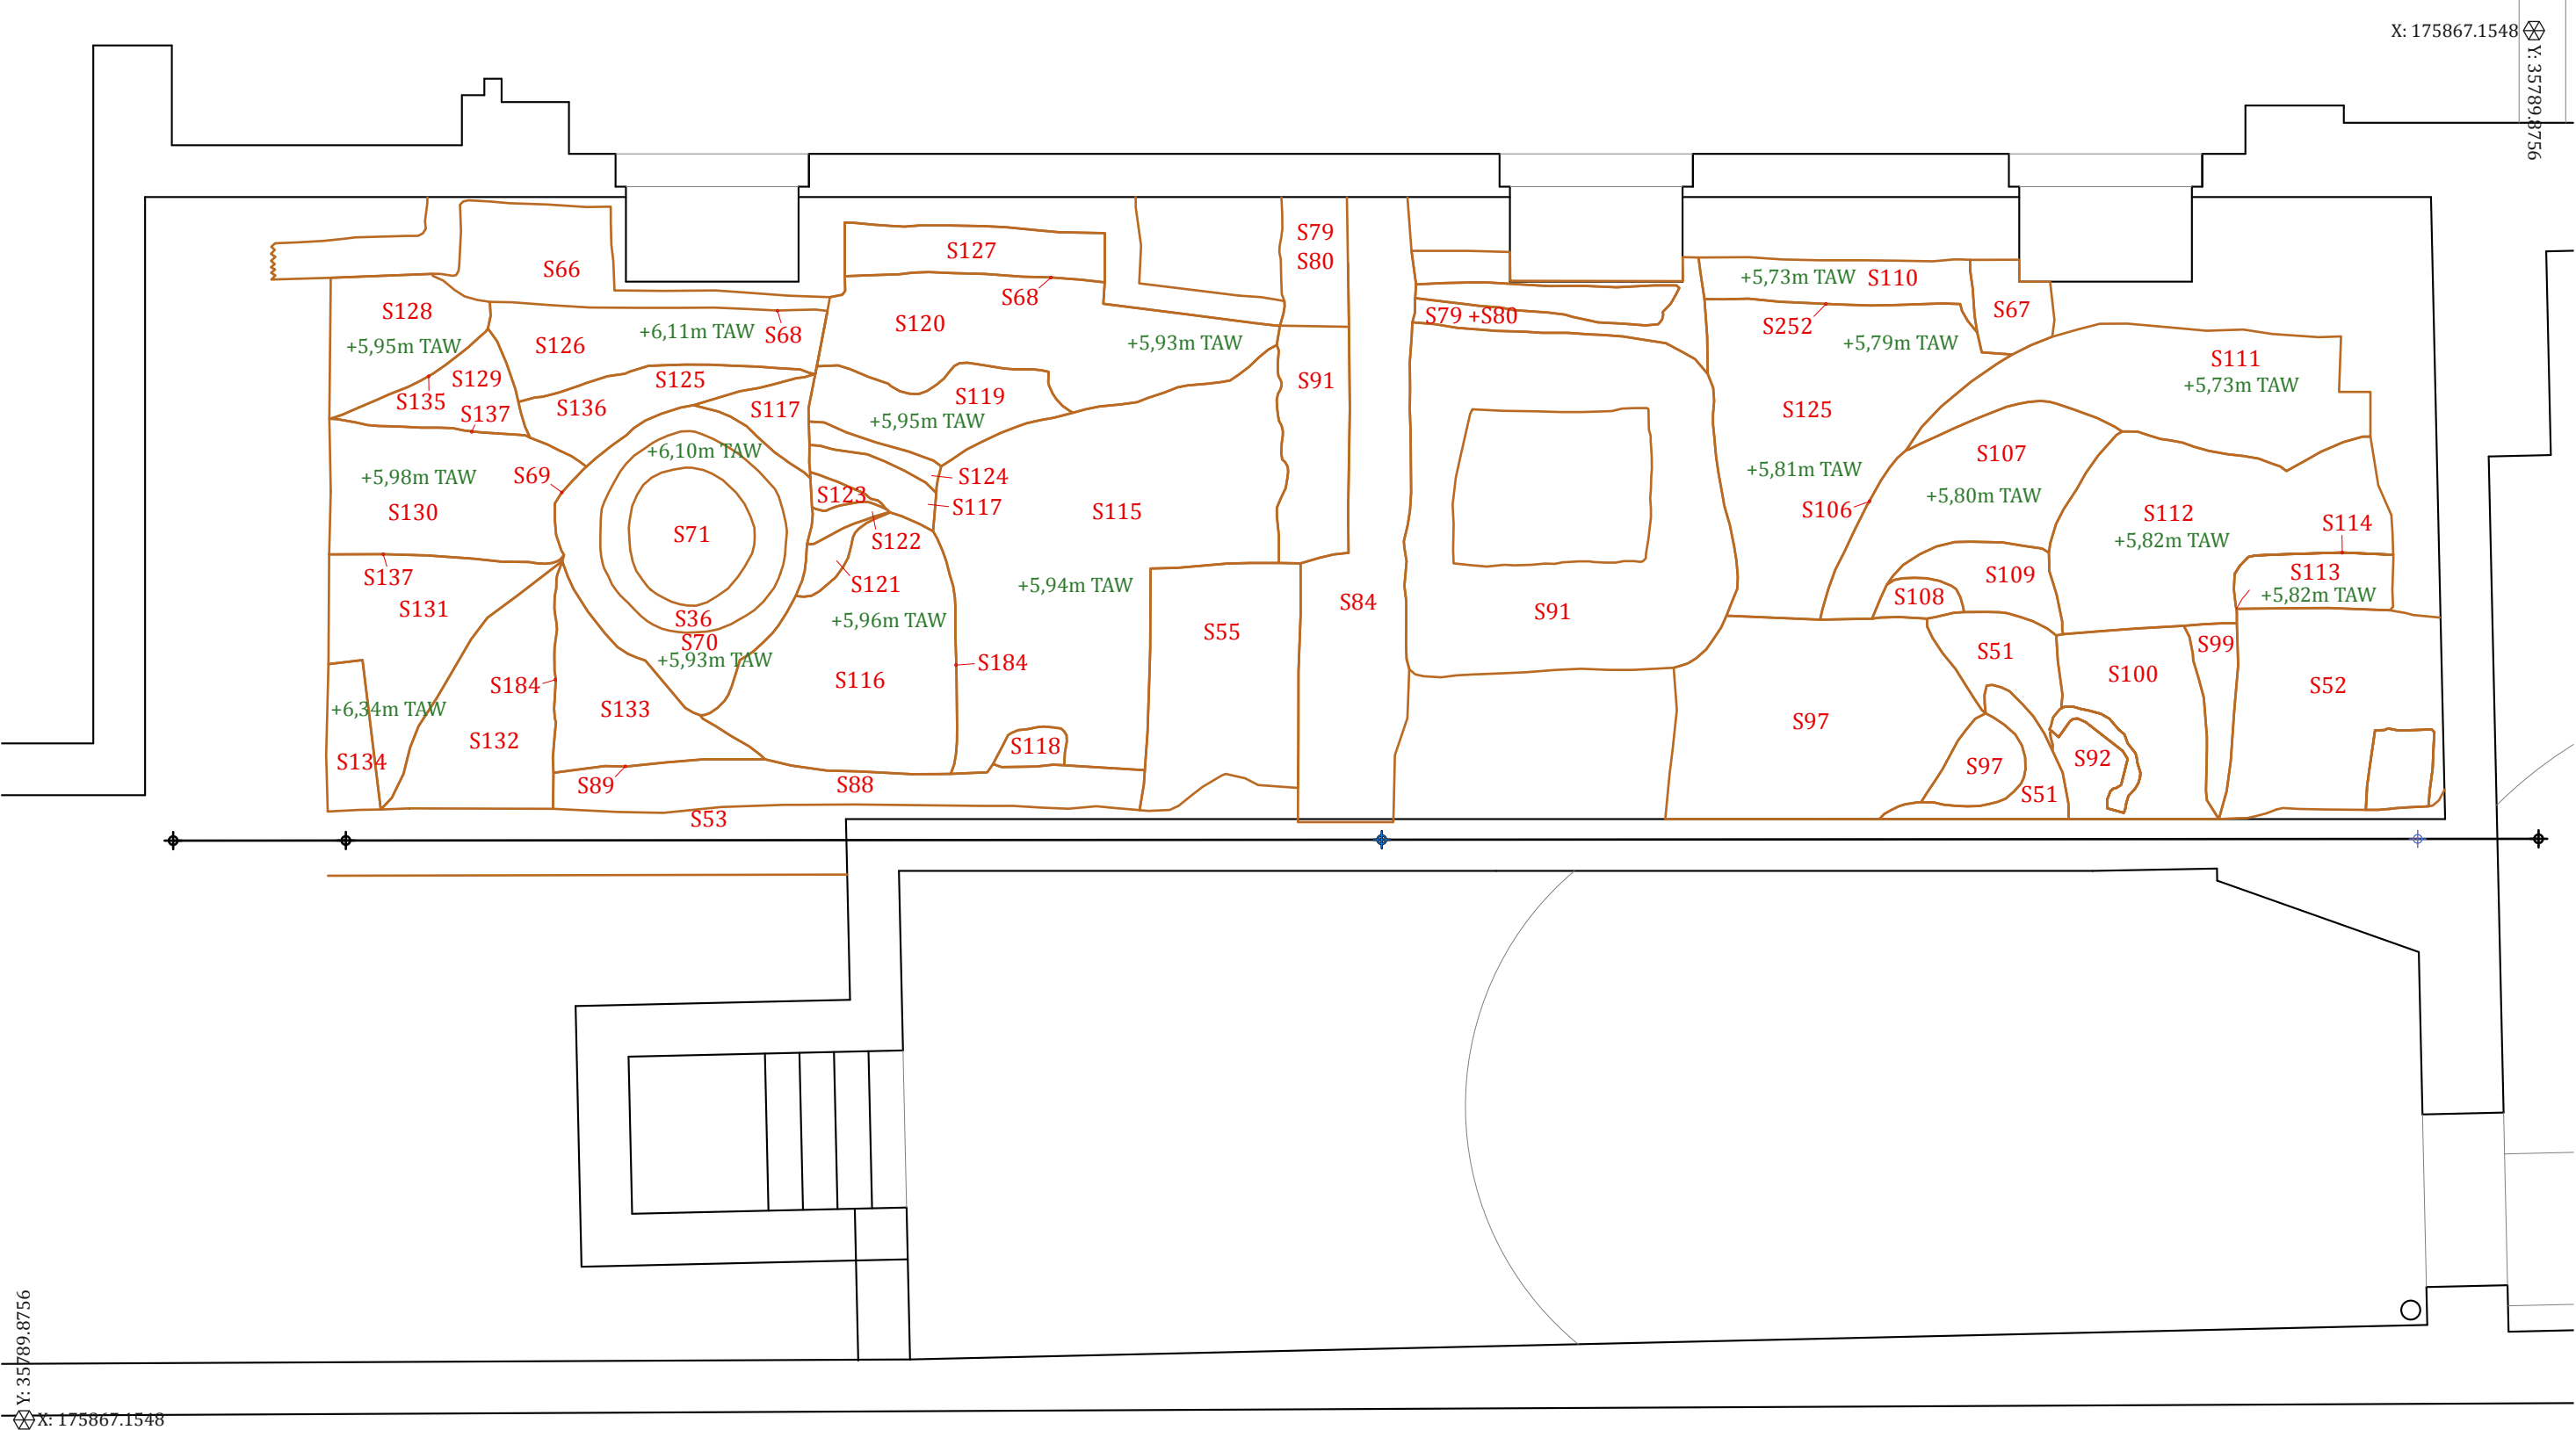 X: 175867.1548
Y: 35789.8756
S79
S80
S127
S66
S68
+5,73m TAW S110
S67
S128
S120
S79 +S80
S252
+6,11m TAW
S68
+5,95m TAW
S126
+5,93m TAW
+5,79m TAW
S111
+5,73m TAW
S129
S125
S91
S135
S119
S137
S136
S117
S125
+5,95m TAW
+6,10m TAW
S107
+5,98m TAW
S69
S124
+5,81m TAW
S123
+5,80m TAW
S117
S106
S130
S115
S112
S114
S71
S122
+5,82m TAW
S137
S121
+5,94m TAW
S109
S113
+5,82m TAW
S108
S131
S84
S91
S36
+5,96m TAW
S55
S70
+5,93m TAW
S184
S51
S99
S184
S116
S100
S52
+6,34m TAW
S133
S97
S132
S118
S134
S97
S92
S89
S88
S51
S53
Y: 35789.8756
X: 175867.1548